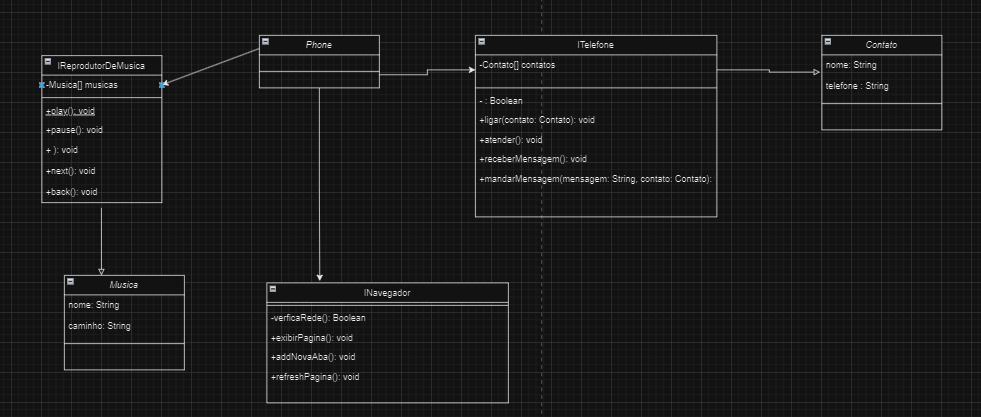 IReprodutorDeMusica
-Musica[] musicas
+play(): void
+pause(): void
+ ): void
+next(): void
+back(): void
Phone
ITelefone
-Contato[] contatos
- : Boolean
+ligar(contato: Contato): void
+atender(): void
+receberMensagem(): void
+mandarMensagem(mensagem: String, contato: Contato):
Contato
nome: String
telefone : String
Musica
nome: String
caminho: String
INavegador
-verficaRede(): Boolean
+exibirPagina(): void
+addNovaAba(): void
+refreshPagina(): void